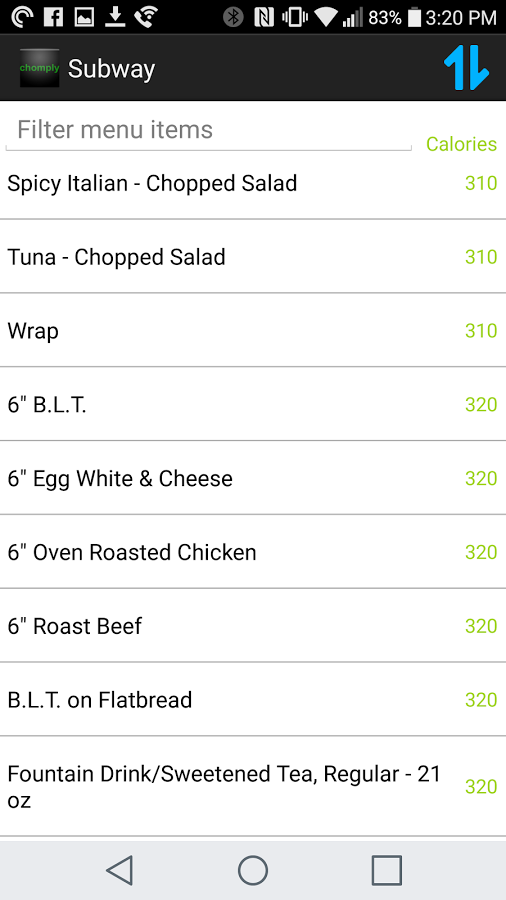 83% 3:20 PM
chomply Subway
Filter menu items
Calories
Spicy Italian - Chopped Salad 310
Tuna - Chopped Salad 310
Wrap 310
6" B.L.T. 320
6" Egg White & Cheese 320
6" Oven Roasted Chicken 320
6" Roast Beef 320
B.L.T. on Flatbread 320
Fountain Drink/Sweetened Tea, Regular - 21 320
oz